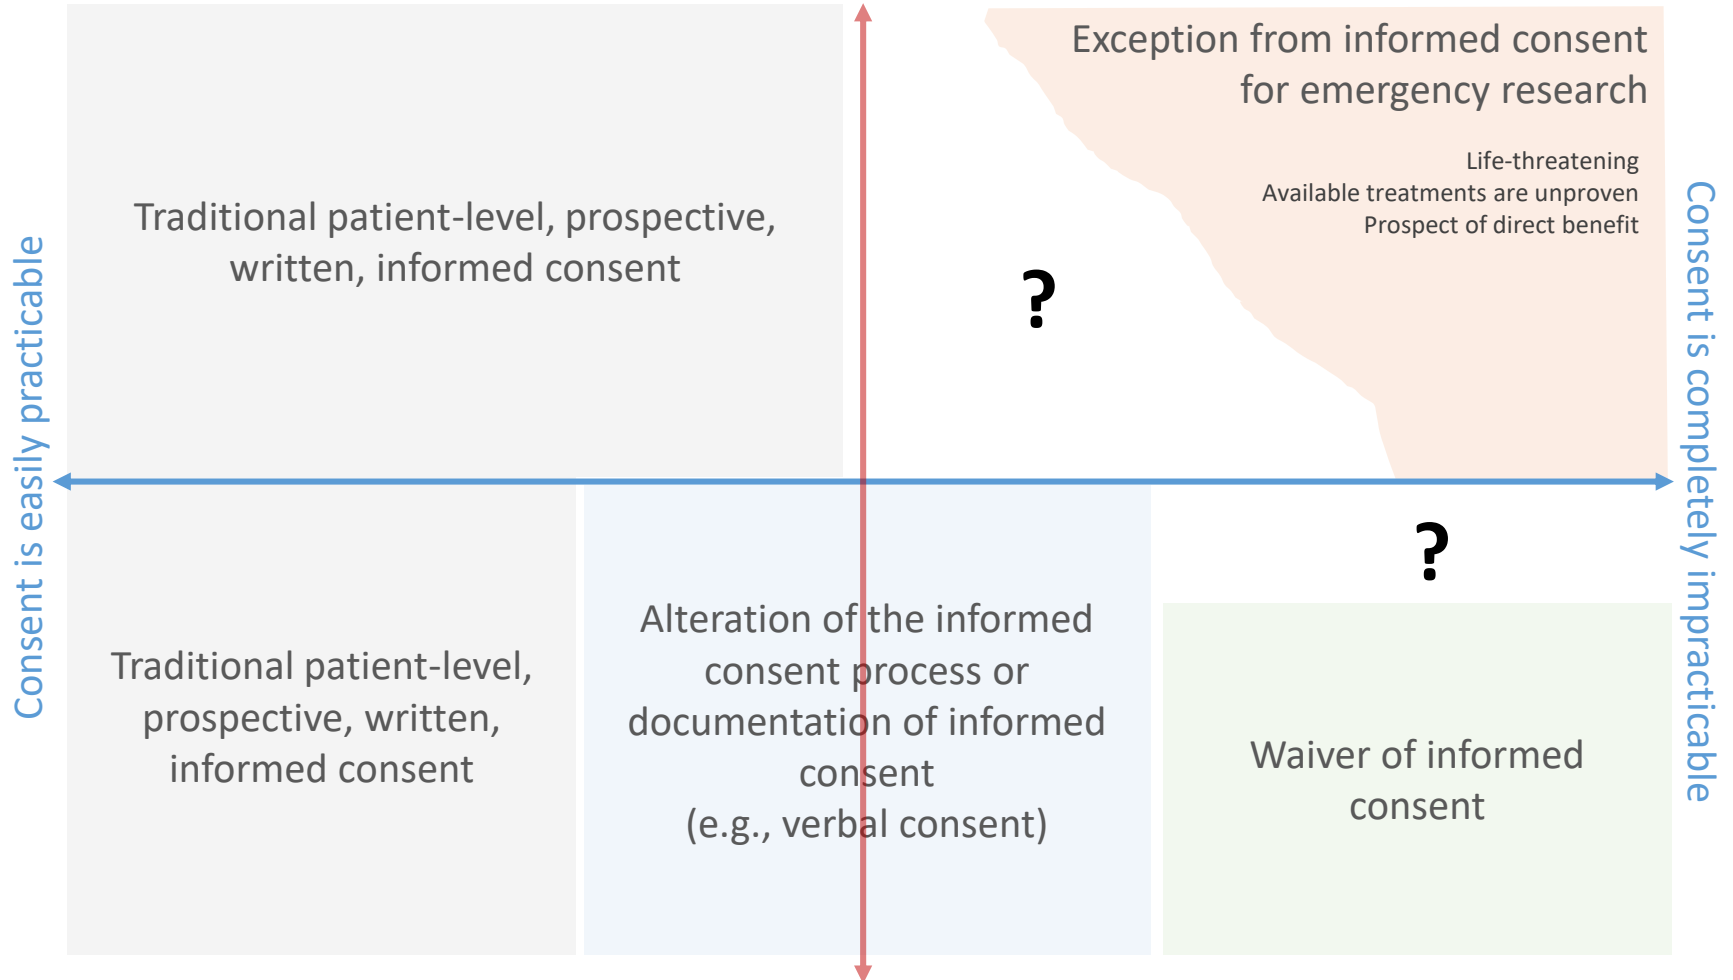 Consent is easily practicable
Traditional patient-level, prospective,
written, informed consent
?
Exception from informed consent
for emergency research
Life-threatening
Available treatments are unproven
Prospect of direct benefit
Consent is completely impracticable
Traditional patient-level,
prospective, written,
informed consent
Alteration of the informed
consent process or
documentation of informed
consent
(e.g., verbal consent)
?
Waiver of informed
consent